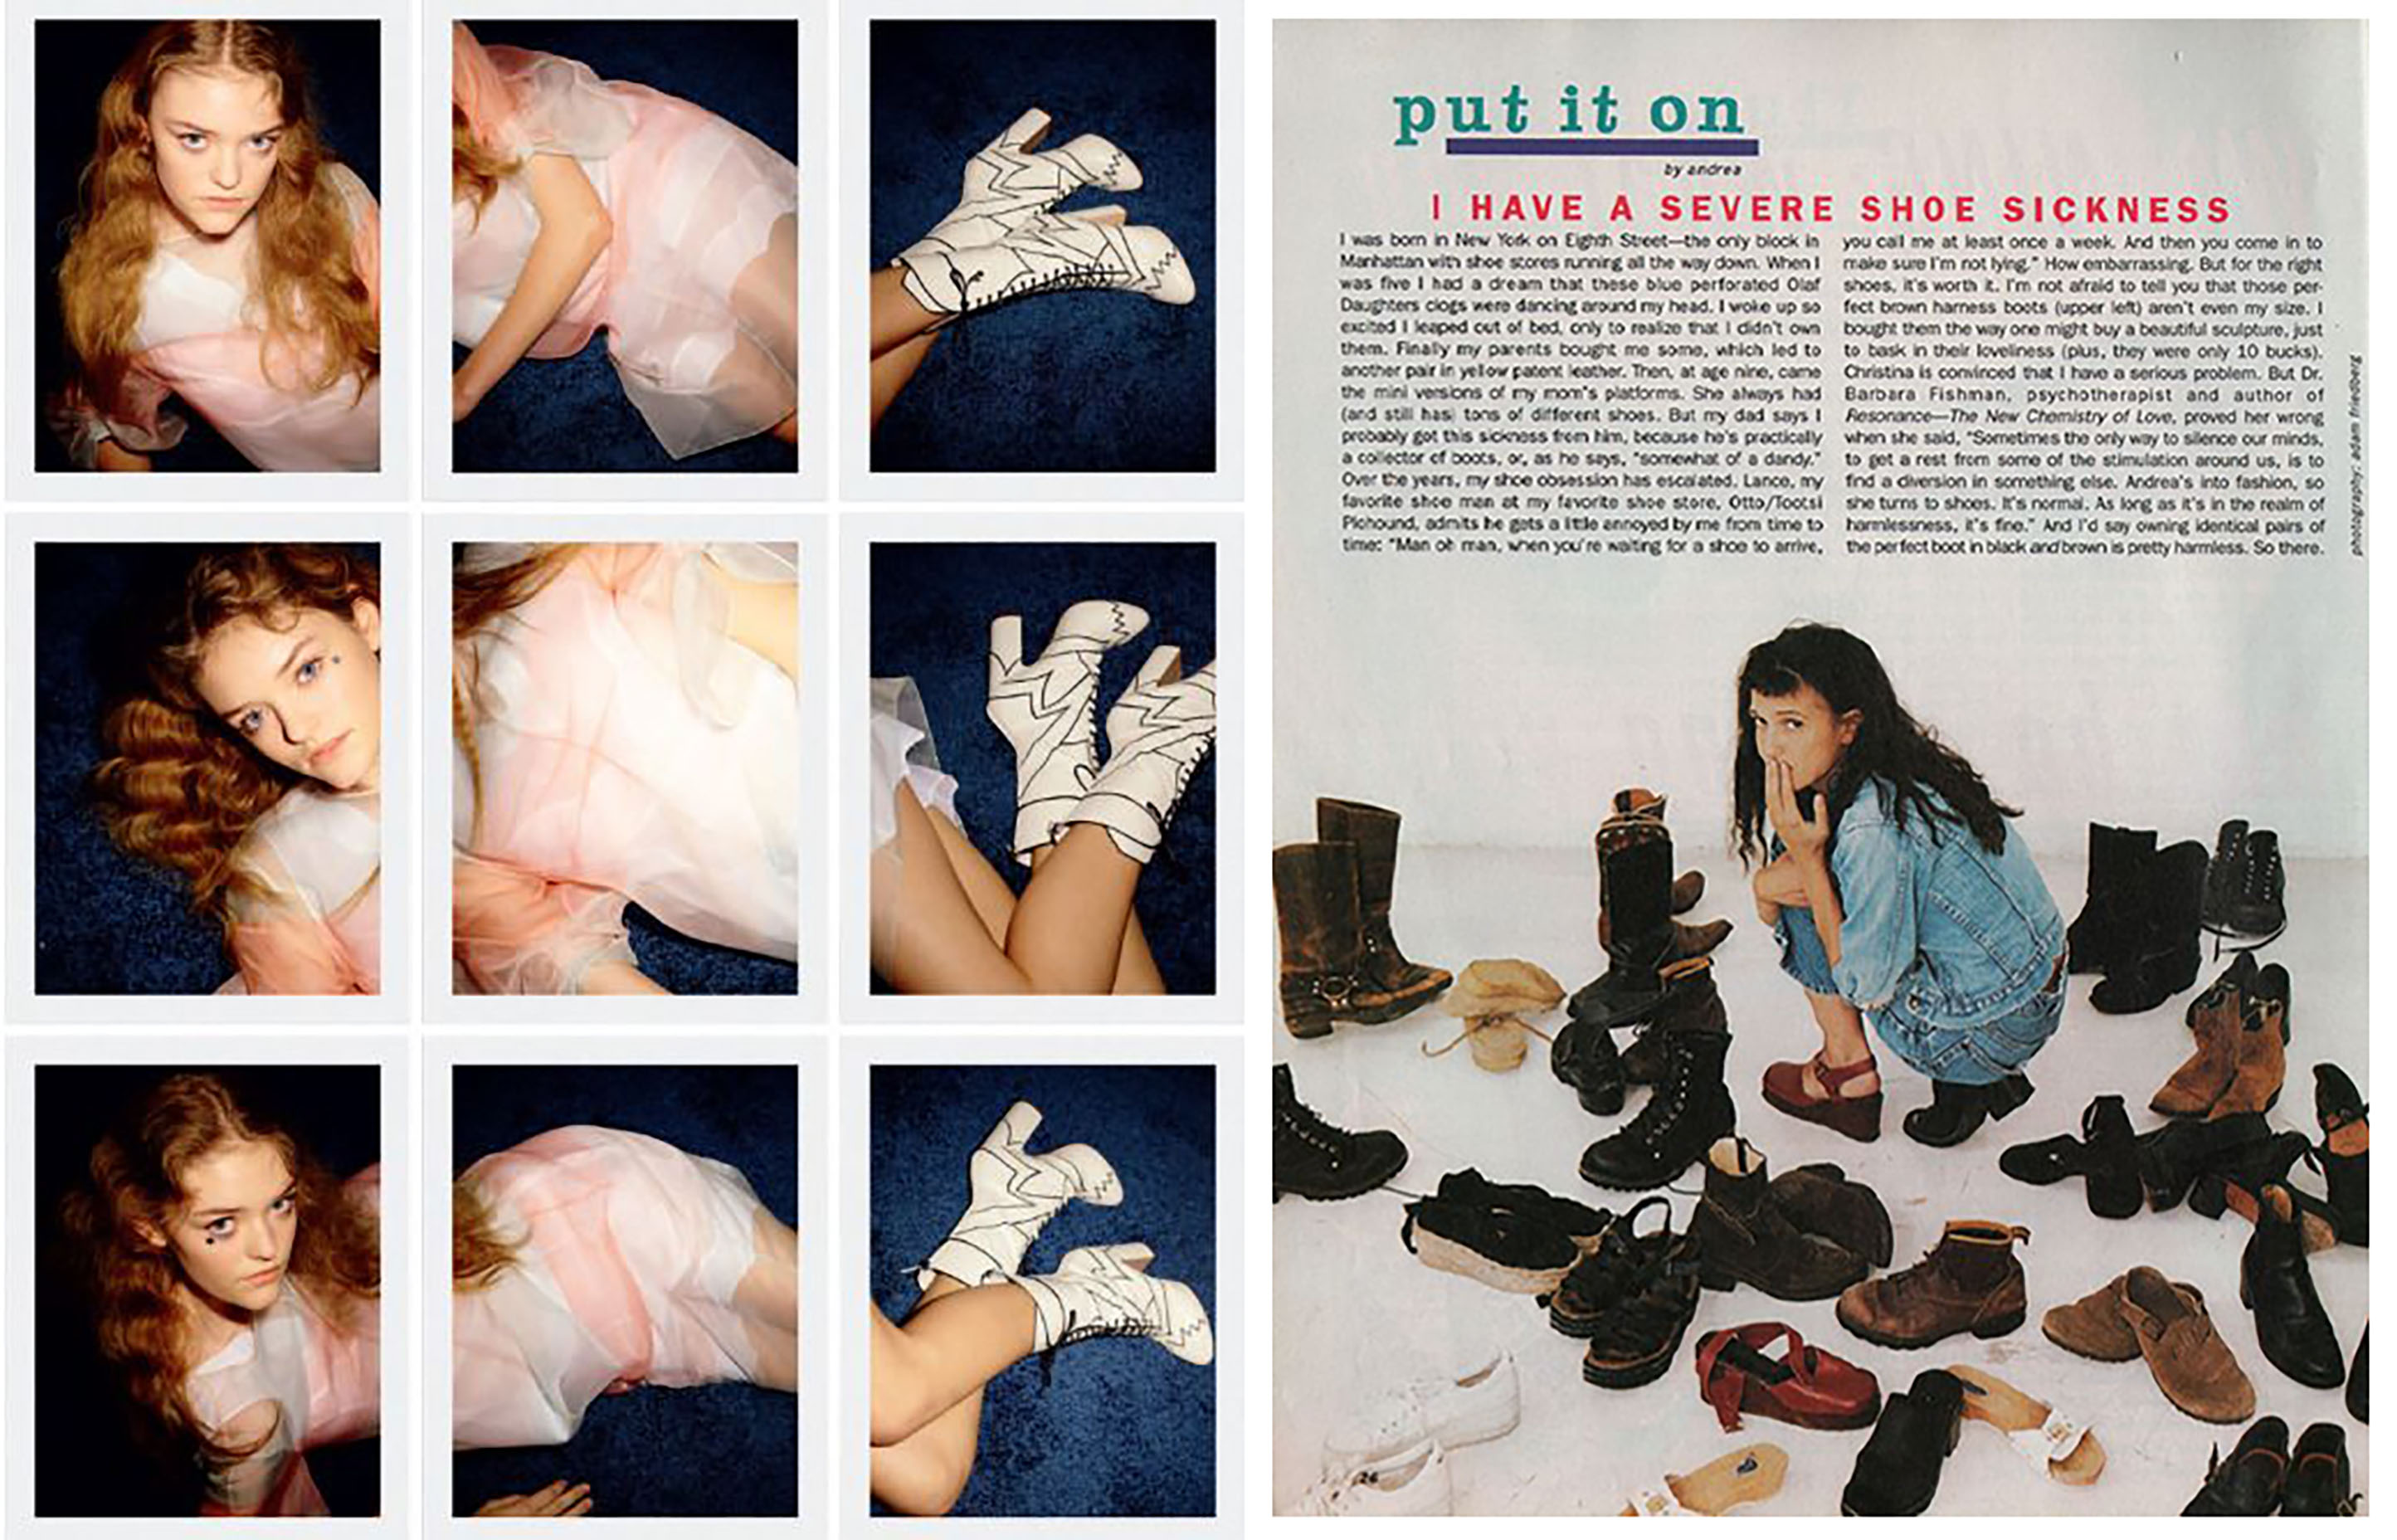 put it on
by andrea
I HAVE A SEVERE SHOE SICKNESS
I was born in New York on Eighth Street—the only block in
Manhattan with shoe stores running all the way down. When I
was five I had a dream that these blue perforated Olaf
Daughters clogs were dancing around my head. I woke up so
excited I leaped out of bed, only to realize that I didn't own
them. Finally my parents bought me some, which led to
another pair in yellow patent leather. Then, at age nine, came
the mini versions of my mom's platforms. She always had
(and still has) tons of different shoes. But my dad says I
probably got this sickness from him, because he's practically
a collector of boots, or, as he says, "somewhat of a dandy."
Over the years, my shoe obsession has escalated. Lance, my
favorite shoe man at my favorite shoe store, Otto/Tootsi
Plohound, admits he gets a little annoyed by me from time to
time: "Man oh man, when you're waiting for a shoe to arrive,
you call me at least once a week. And then you come in to
make sure I'm not lying." How embarrassing. But for the right
shoes, it's worth it. I'm not afraid to tell you that those per-
fect brown harness boots (upper left) aren't even my size. I
bought them the way one might buy a beautiful sculpture, just
to bask in their loveliness (plus, they were only 10 bucks).
Christina is convinced that I have a serious problem. But Dr.
Barbara Fishman, psychotherapist and author of
Resonance—The New Chemistry of Love, proved her wrong
when she said, "Sometimes the only way to silence our minds,
to get a rest from some of the stimulation around us, is to
find a diversion in something else. Andrea's into fashion, so
she turns to shoes. It's normal. As long as it's in the realm of
harmlessness, it's fine." And I'd say owning identical pairs of
the perfect boot in black and brown is pretty harmless. So there.
photography: adam friedberg